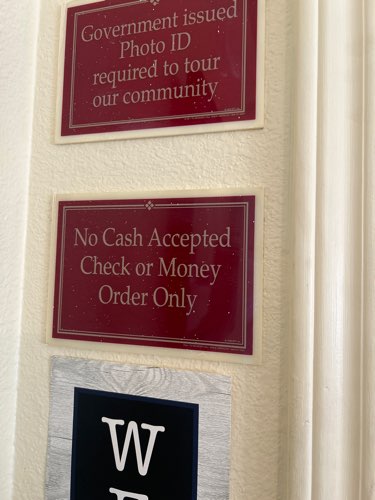 Government issued
Photo ID
required to tour
our community
No Cash Accepted
Check or Money
Order Only
W